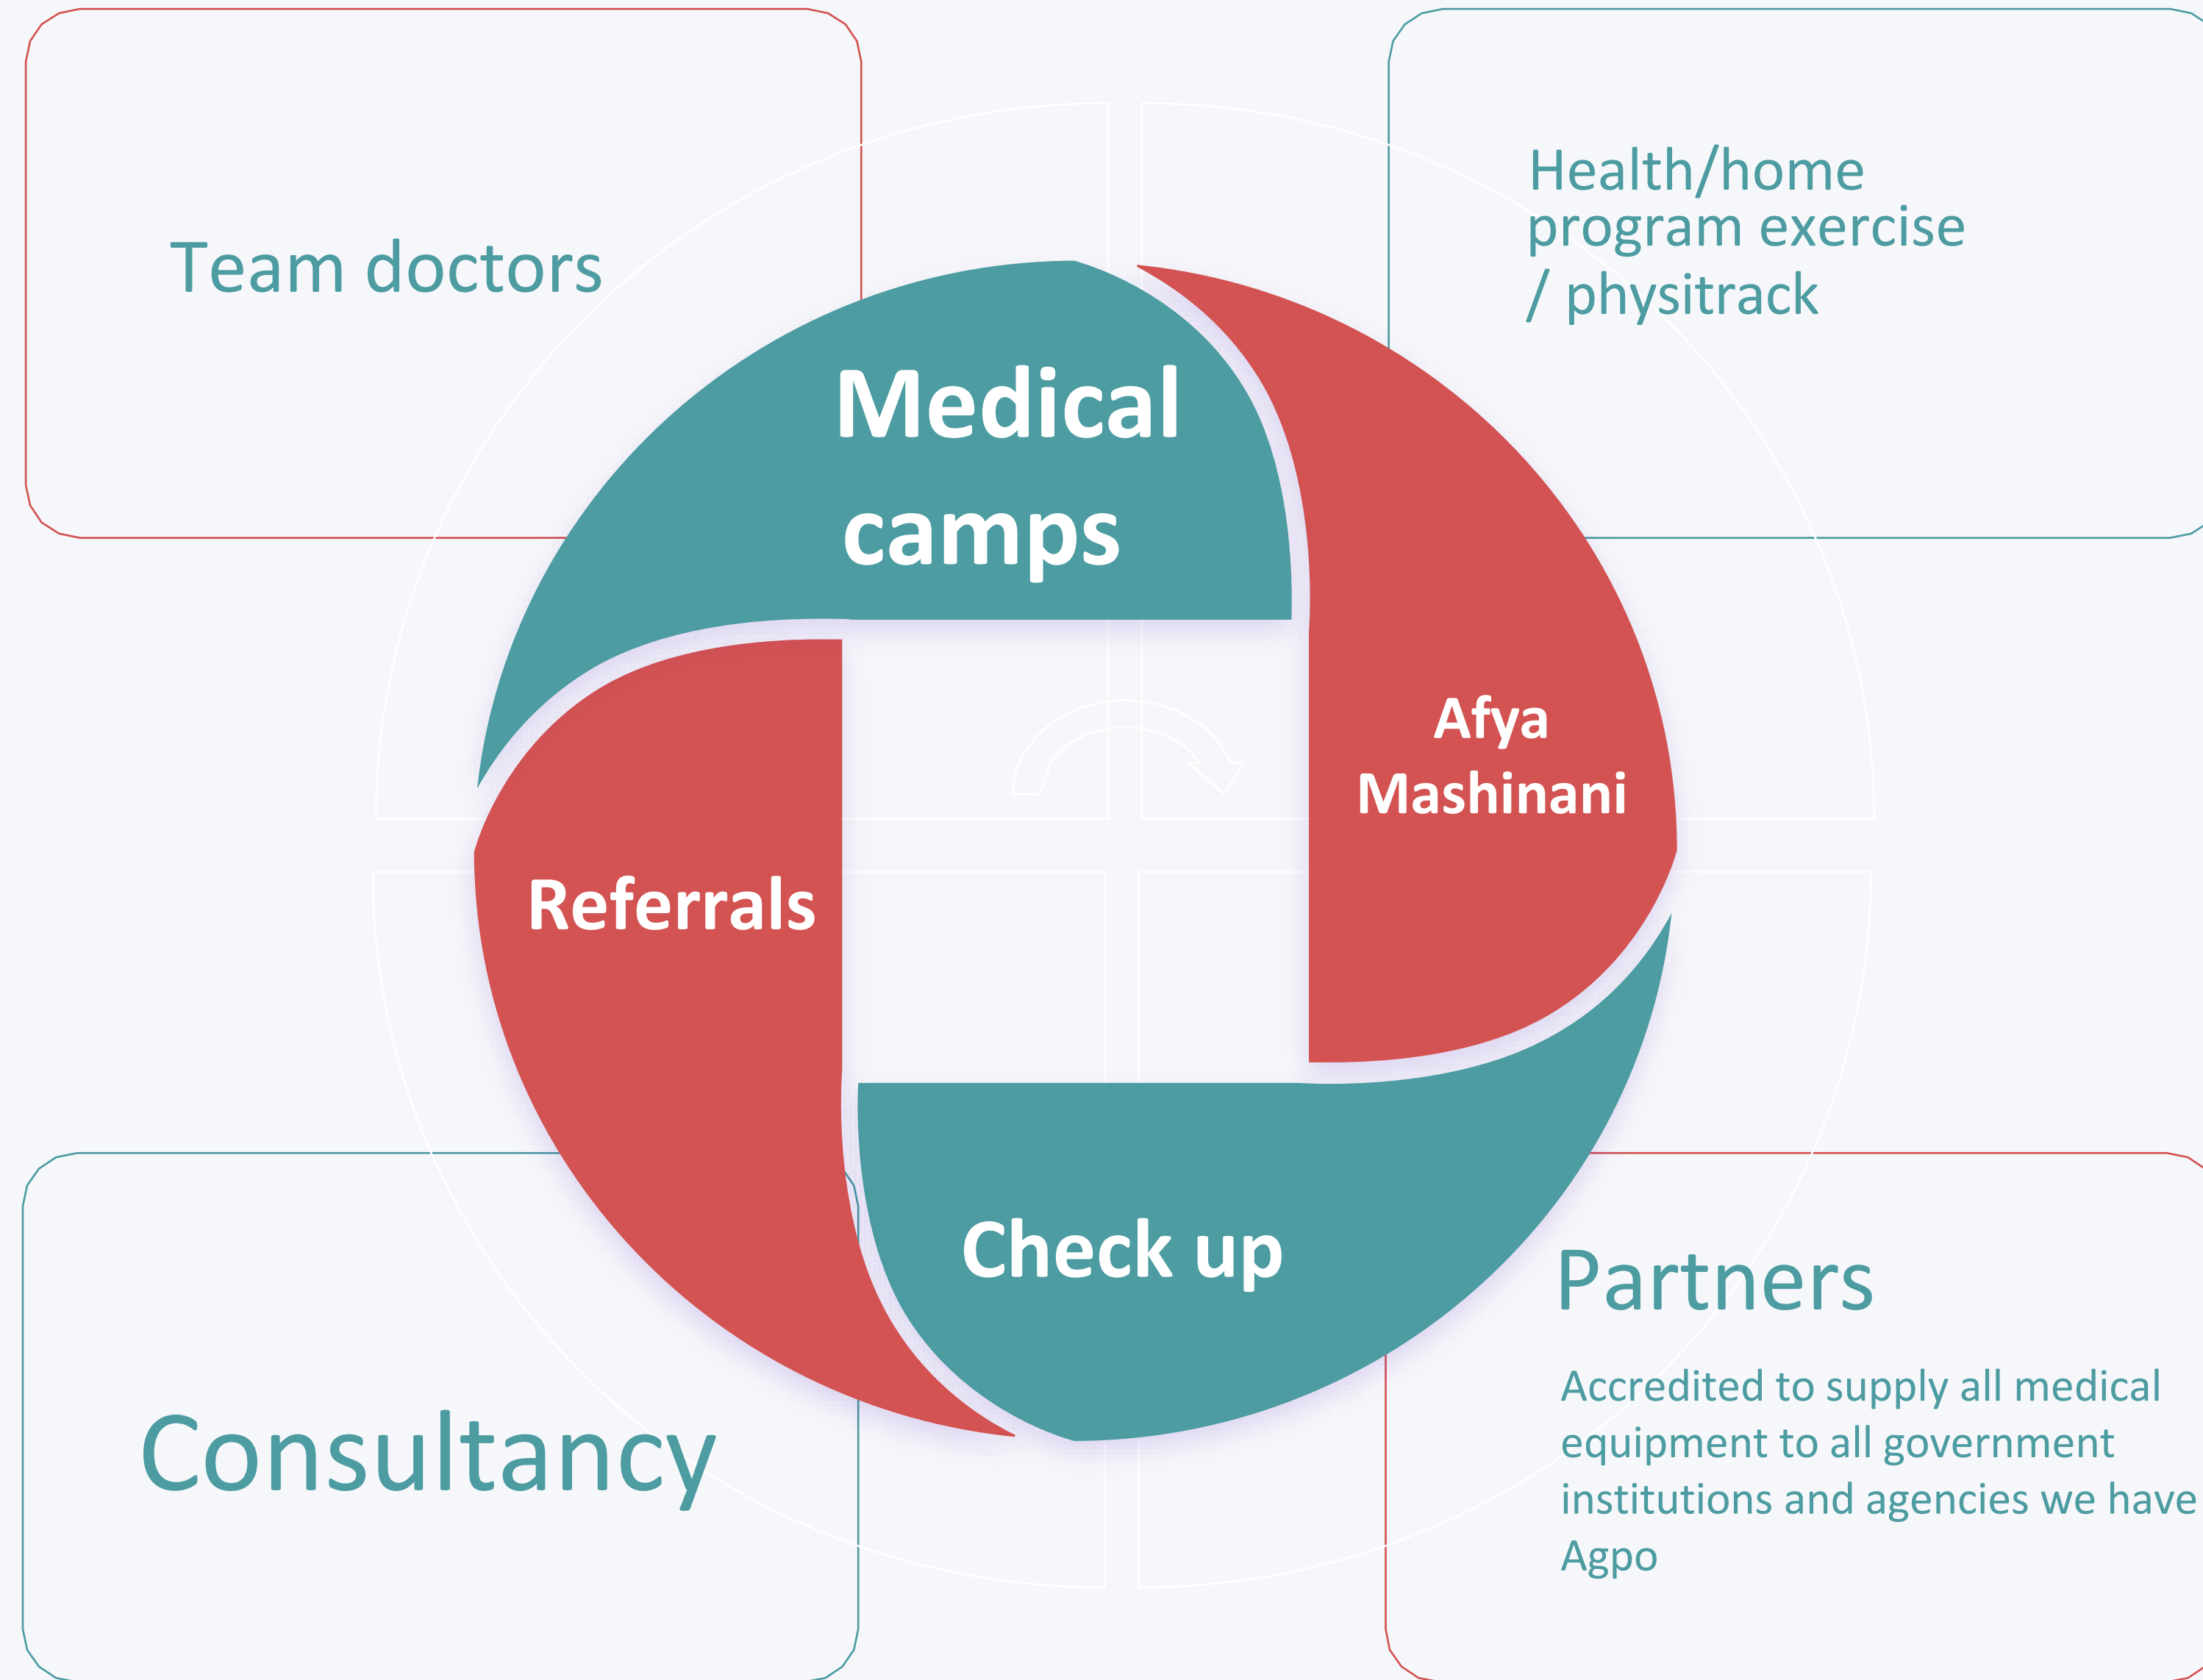 Team doctors
Health/home
program exercise
/ physitrack
Medical
camps
Afya
Mashinani
Referrals
Check up
Consultancy
Partners
Accredited to supply all medical
equipment to all government
institutions and agencies we have
Agpo